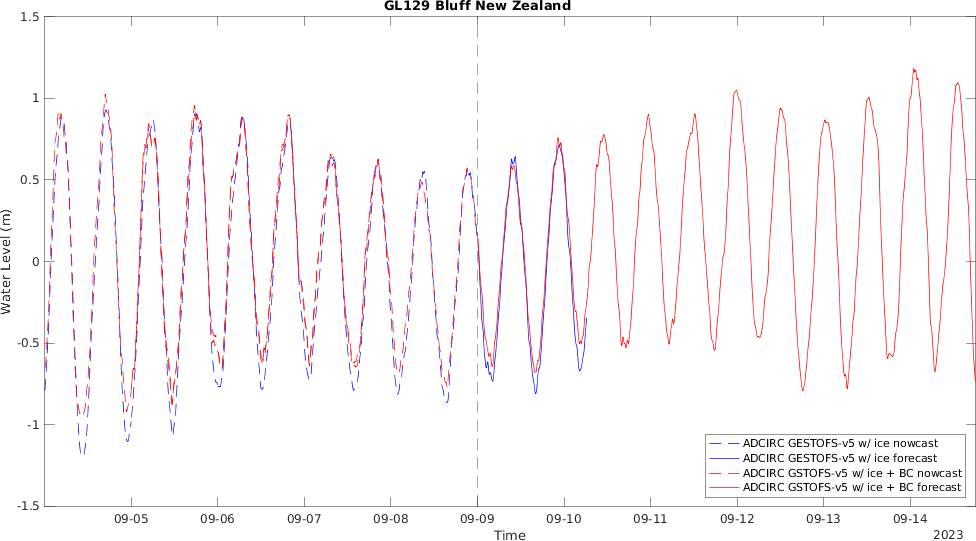 GL129 Bluff New Zealand
1.5
1
0.5
0
-0.5
-1
-1.5
Water Level (m)
ADCIRC GESTOFS-v5 w/ ice nowcast
ADCIRC GESTOFS-v5 w/ ice forecast
ADCIRC GSTOFS-v5 w/ ice + BC nowcast
ADCIRC GSTOFS-v5 w/ ice + BC forecast
09-05 09-06 09-07 09-08 09-09 09-10 09-11 09-12 09-13 09-14
Time
2023